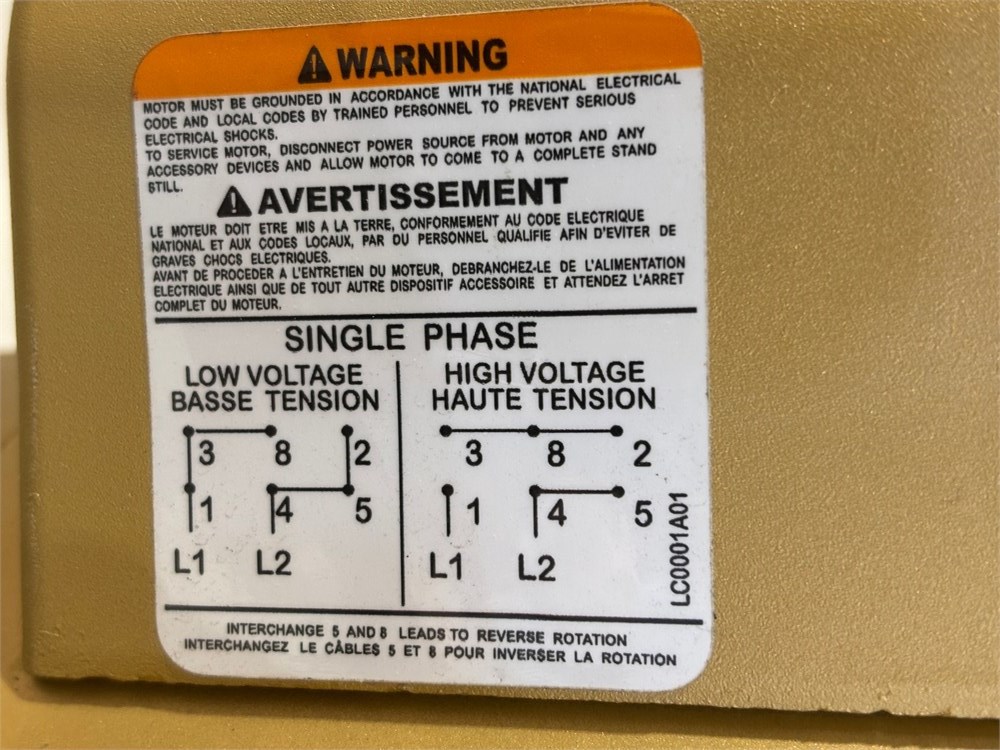 WARNING
MOTOR MUST BE GROUNDED IN ACCORDANCE WITH THE NATIONAL ELECTRICAL
CODE AND LOCAL CODES BY TRAINED PERSONNEL TO PREVENT SERIOUS
ELECTRICAL SHOCKS.
TO SERVICE MOTOR, DISCONNECT POWER SOURCE FROM MOTOR AND ANY
ACCESSORY DEVICES AND ALLOW MOTOR TO COME TO A COMPLETE STAND
STILL.
AVERTISSEMENT
LE MOTEUR DOIT ETRE MIS A LA TERRE, CONFORMEMENT AU CODE ELECTRIQUE
NATIONAL ET AUX CODES LOCAUX, PAR DU PERSONNEL QUALIFIE AFIN D'EVITER DE
GRAVES CHOCS ELECTRIQUES.
AVANT DE PROCEDER A L'ENTRETIEN DU MOTEUR, DEBRANCHEZ-LE DE L'ALIMENTATION
ELECTRIQUE AINSI QUE DE TOUT AUTRE DISPOSITIF ACCESSOIRE ET ATTENDEZ L'ARRET
COMPLET DU MOTEUR.
SINGLE PHASE
LOW VOLTAGE
BASSE TENSION
3 8 2
1 4 5
L1 L2
HIGH VOLTAGE
HAUTE TENSION
3 8 2
1 4 5
L1 L2
LC0001A01
INTERCHANGE 5 AND 8 LEADS TO REVERSE ROTATION
INTERCHANGEZ LE CÂBLES 5 ET 8 POUR INVERSER LA ROTATION